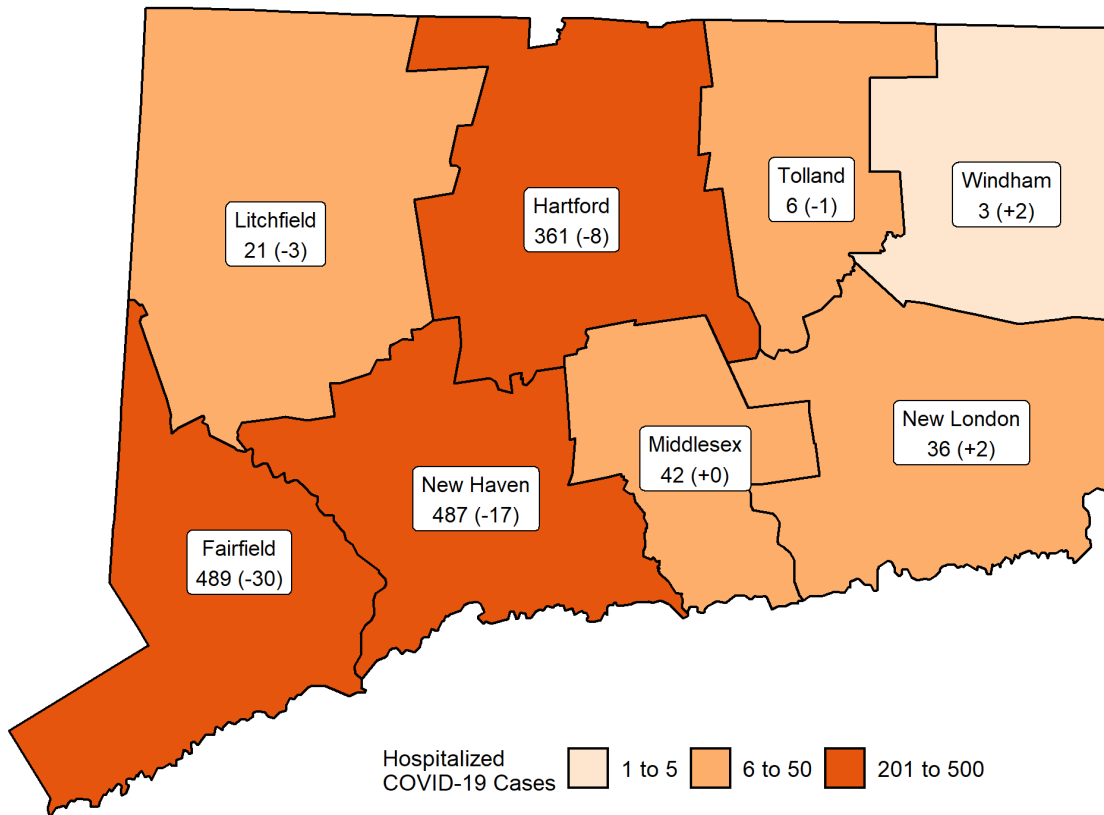 Litchfield
21 (-3)
Hartford
361 (-8)
Tolland
6 (-1)
Windham
3 (+2)
Fairfield
489 (-30)
New Haven
487 (-17)
Middlesex
42 (+0)
New London
36 (+2)
Hospitalized
COVID-19 Cases
1 to 5
6 to 50
201 to 500